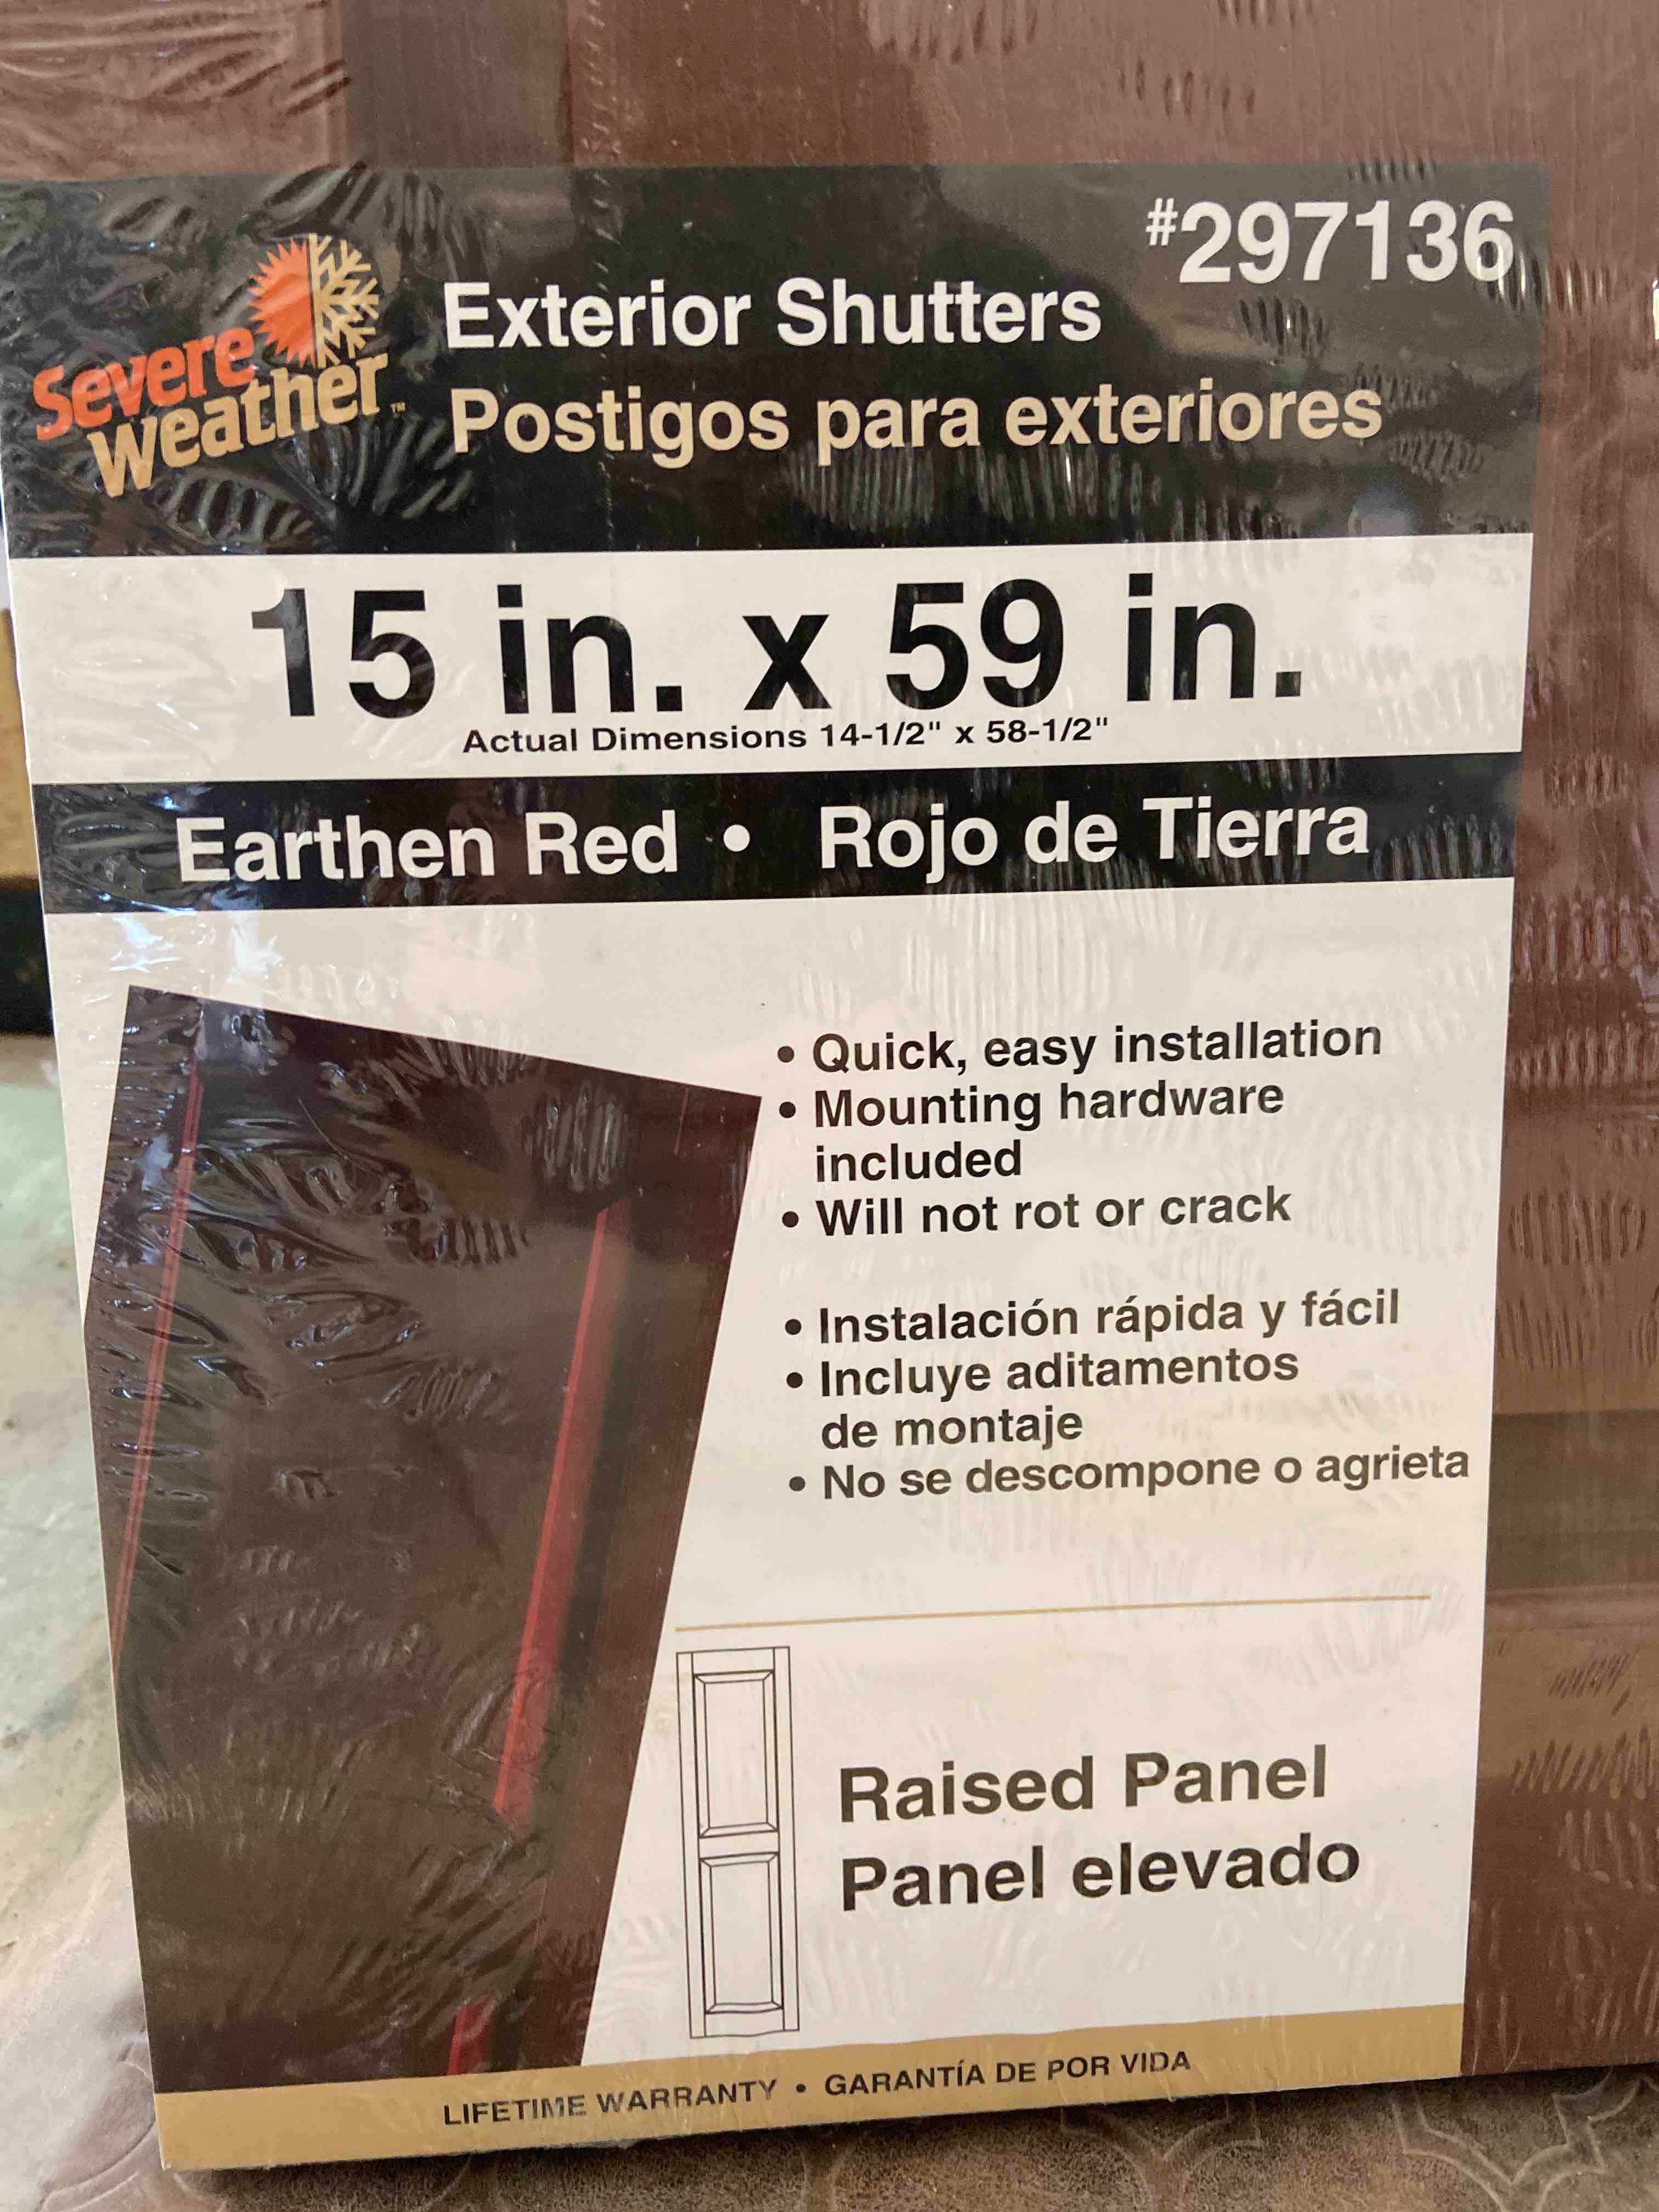 #297136
Severe
Weather™
Exterior Shutters
Postigos para exteriores
15 in. x 59 in.
Actual Dimensions 14-1/2" x 58-1/2"
Earthen Red • Rojo de Tierra
• Quick, easy installation
• Mounting hardware
included
• Will not rot or crack
• Instalación rápida y fácil
• Incluye aditamentos
de montaje
• No se descompone o agrieta
Raised Panel
Panel elevado
LIFETIME WARRANTY • GARANTÍA DE POR VIDA